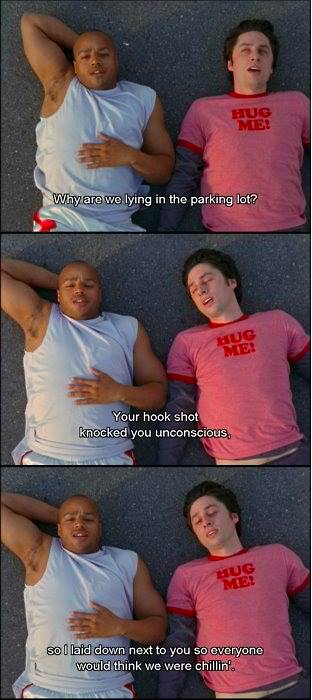 HUG
ME!
Why are we lying in the parking lot?
HUG
ME!
Your hook shot
knocked you unconscious,
HUG
ME!
so I laid down next to you so everyone
would think we were chillin'.